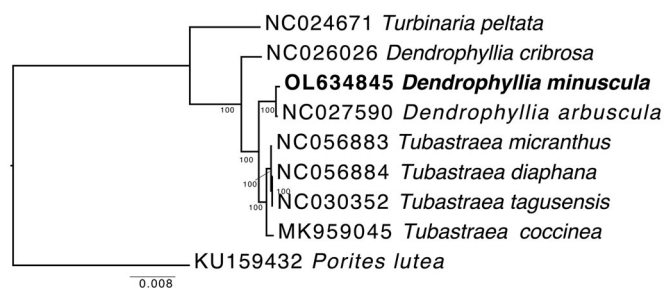 NC024671 Turbinaria peltata
NC026026 Dendrophyllia cribrosa
100
OL634845 Dendrophyllia minuscula
100
NC027590 Dendrophyllia arbuscula
NC056883 Tubastraea micranthus
100
NC056884 Tubastraea diaphana
100
100
NC030352 Tubastraea tagusensis
100
MK959045 Tubastraea coccinea
KU159432 Porites lutea
0.008